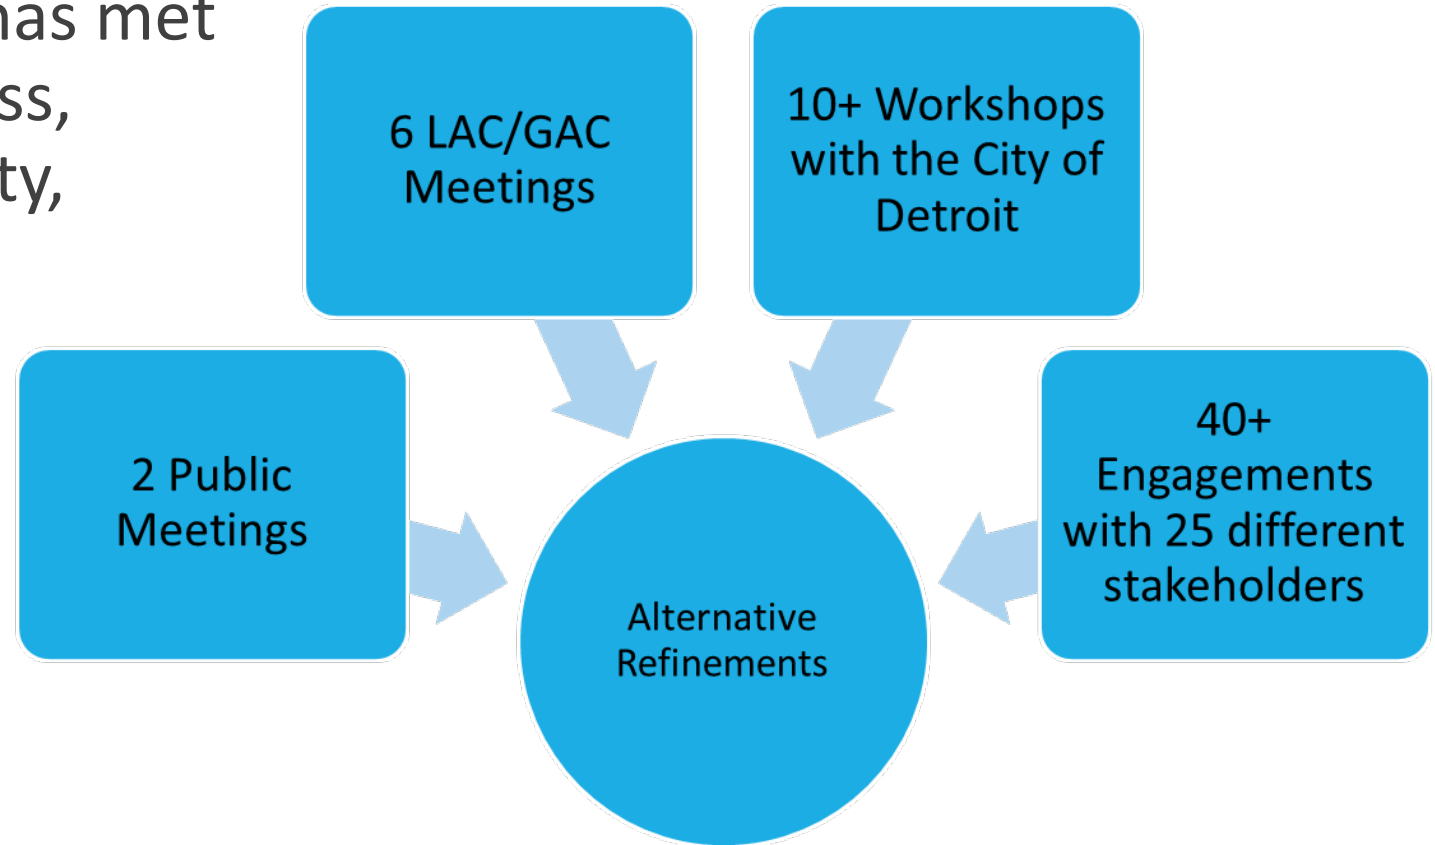 has met
ss,
ty,
6 LAC/GAC
Meetings
10+ Workshops
with the City of
Detroit
2 Public
Meetings
40+
Engagements
with 25 different
stakeholders
Alternative
Refinements